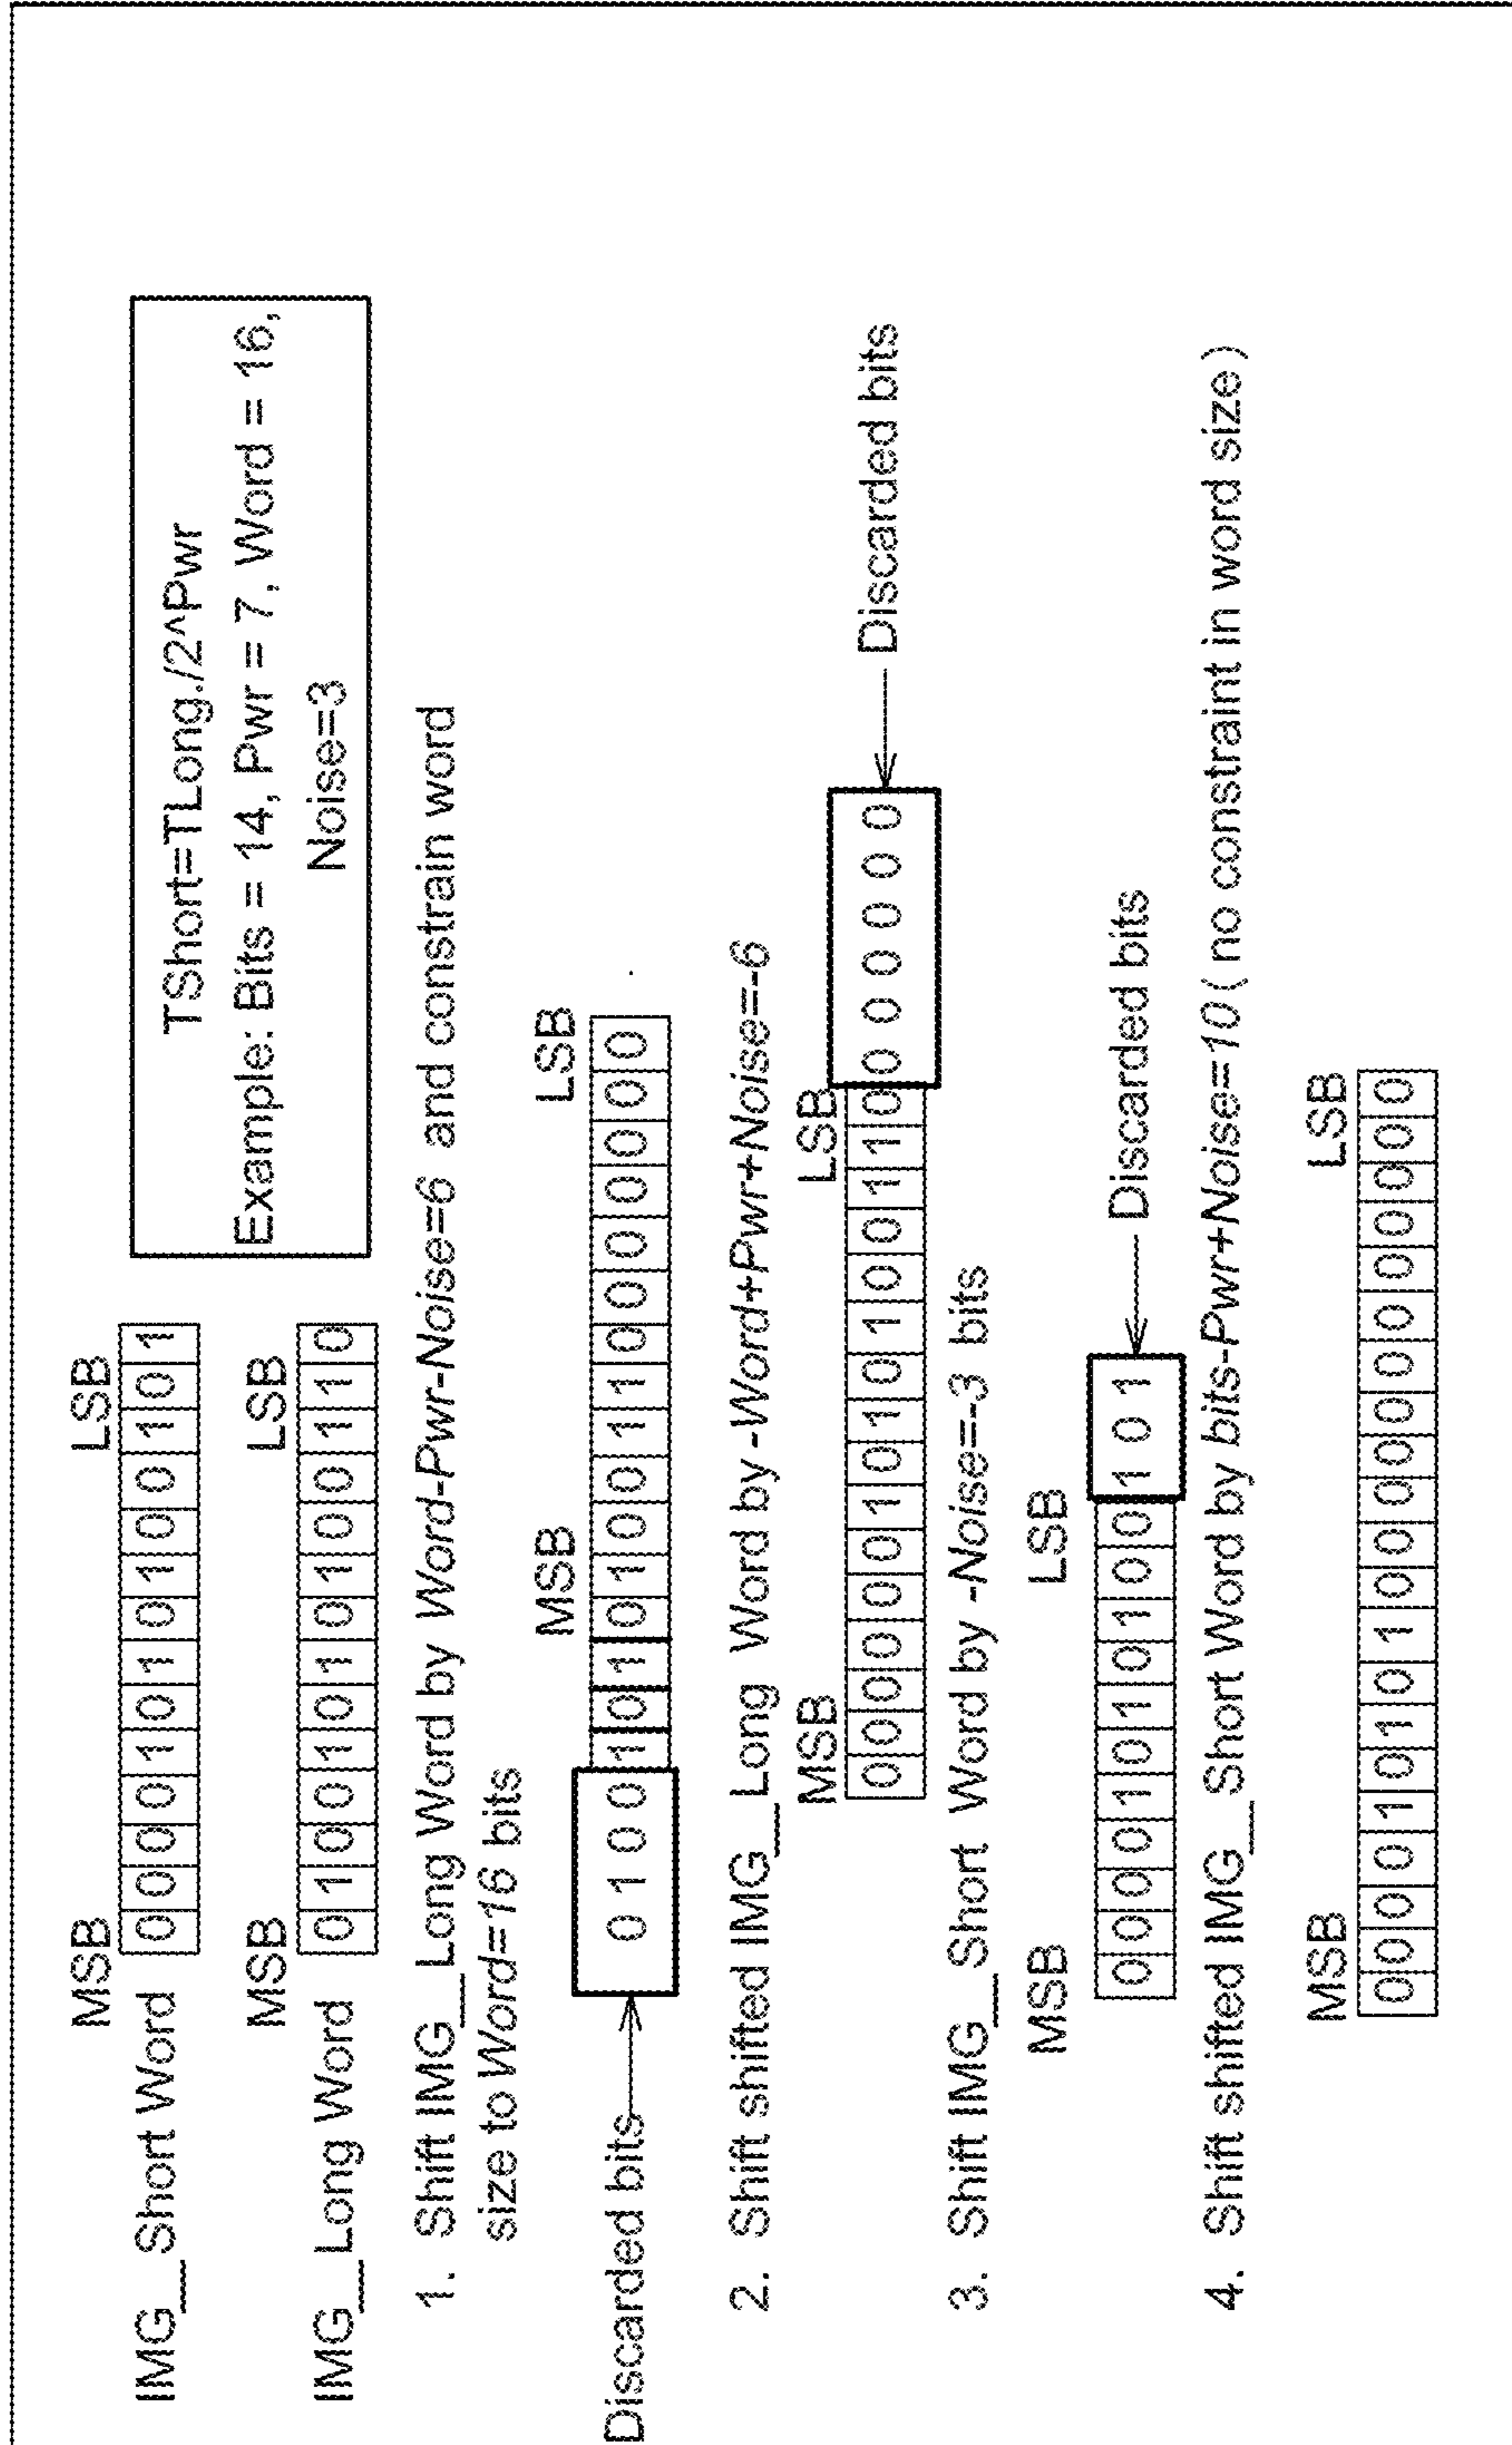 MSB LSB
IMG_Short Word 0 0 0 0 1 0 1 0 1 0 0 1 0 1
TShort=TLong./2^Pwr
Example: Bits = 14, Pwr = 7, Word = 16,
Noise=3
MSB LSB
IMG_Long Word 0 1 0 0 1 0 1 0 1 0 0 1 1 0
1. Shift IMG_Long Word by Word-Pwr-Noise=6 and constrain word
size to Word=16 bits
MSB LSB
Discarded bits 0 1 0 0 1 0 1 0 1 0 0 1 1 0 0 0 0 0 0 0
2. Shift shifted IMG_Long Word by -Word+Pwr+Noise=-6
MSB LSB
0 0 0 0 0 0 1 0 1 0 1 0 0 1 1 0 0 0 0 0 0 0 Discarded bits
3. Shift IMG_Short Word by -Noise=-3 bits
MSB LSB
0 0 0 0 1 0 1 0 1 0 0 1 0 1 Discarded bits
4. Shift shifted IMG_Short Word by bits-Pwr+Noise=10( no constraint in word size)
MSB LSB
0 0 0 0 1 0 1 0 1 0 0 0 0 0 0 0 0 0 0 0 0